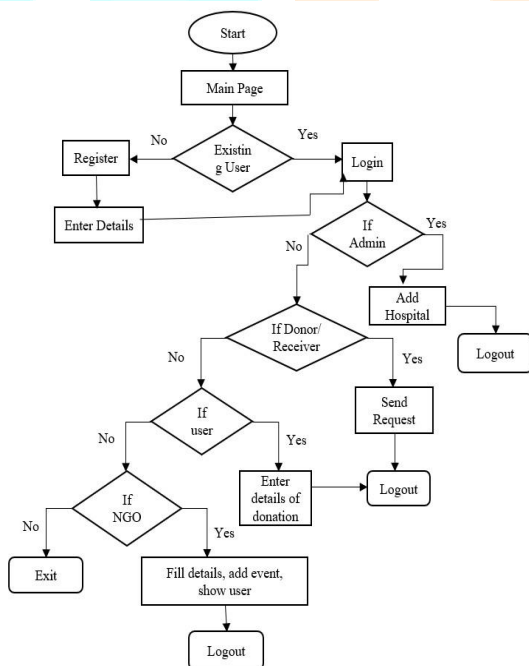 Start
Main Page
No
Yes
Existin
g User
Register
Login
Enter Details
If
Admin
Yes
No
Add
Hospital
If Donor/
Receiver
Logout
No
Yes
If
user
Send
Request
No
Yes
Enter
details of
donation
Logout
If
NGO
No
Yes
Exit
Fill details, add event,
show user
Logout